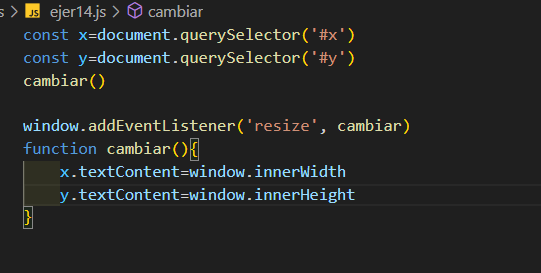 s > JS ejer14.js > cambiar
const x=document.querySelector('#x')
const y=document.querySelector('#y')
cambiar()
window.addEventListener('resize', cambiar)
function cambiar(){
    x.textContent=window.innerWidth
    y.textContent=window.innerHeight
}